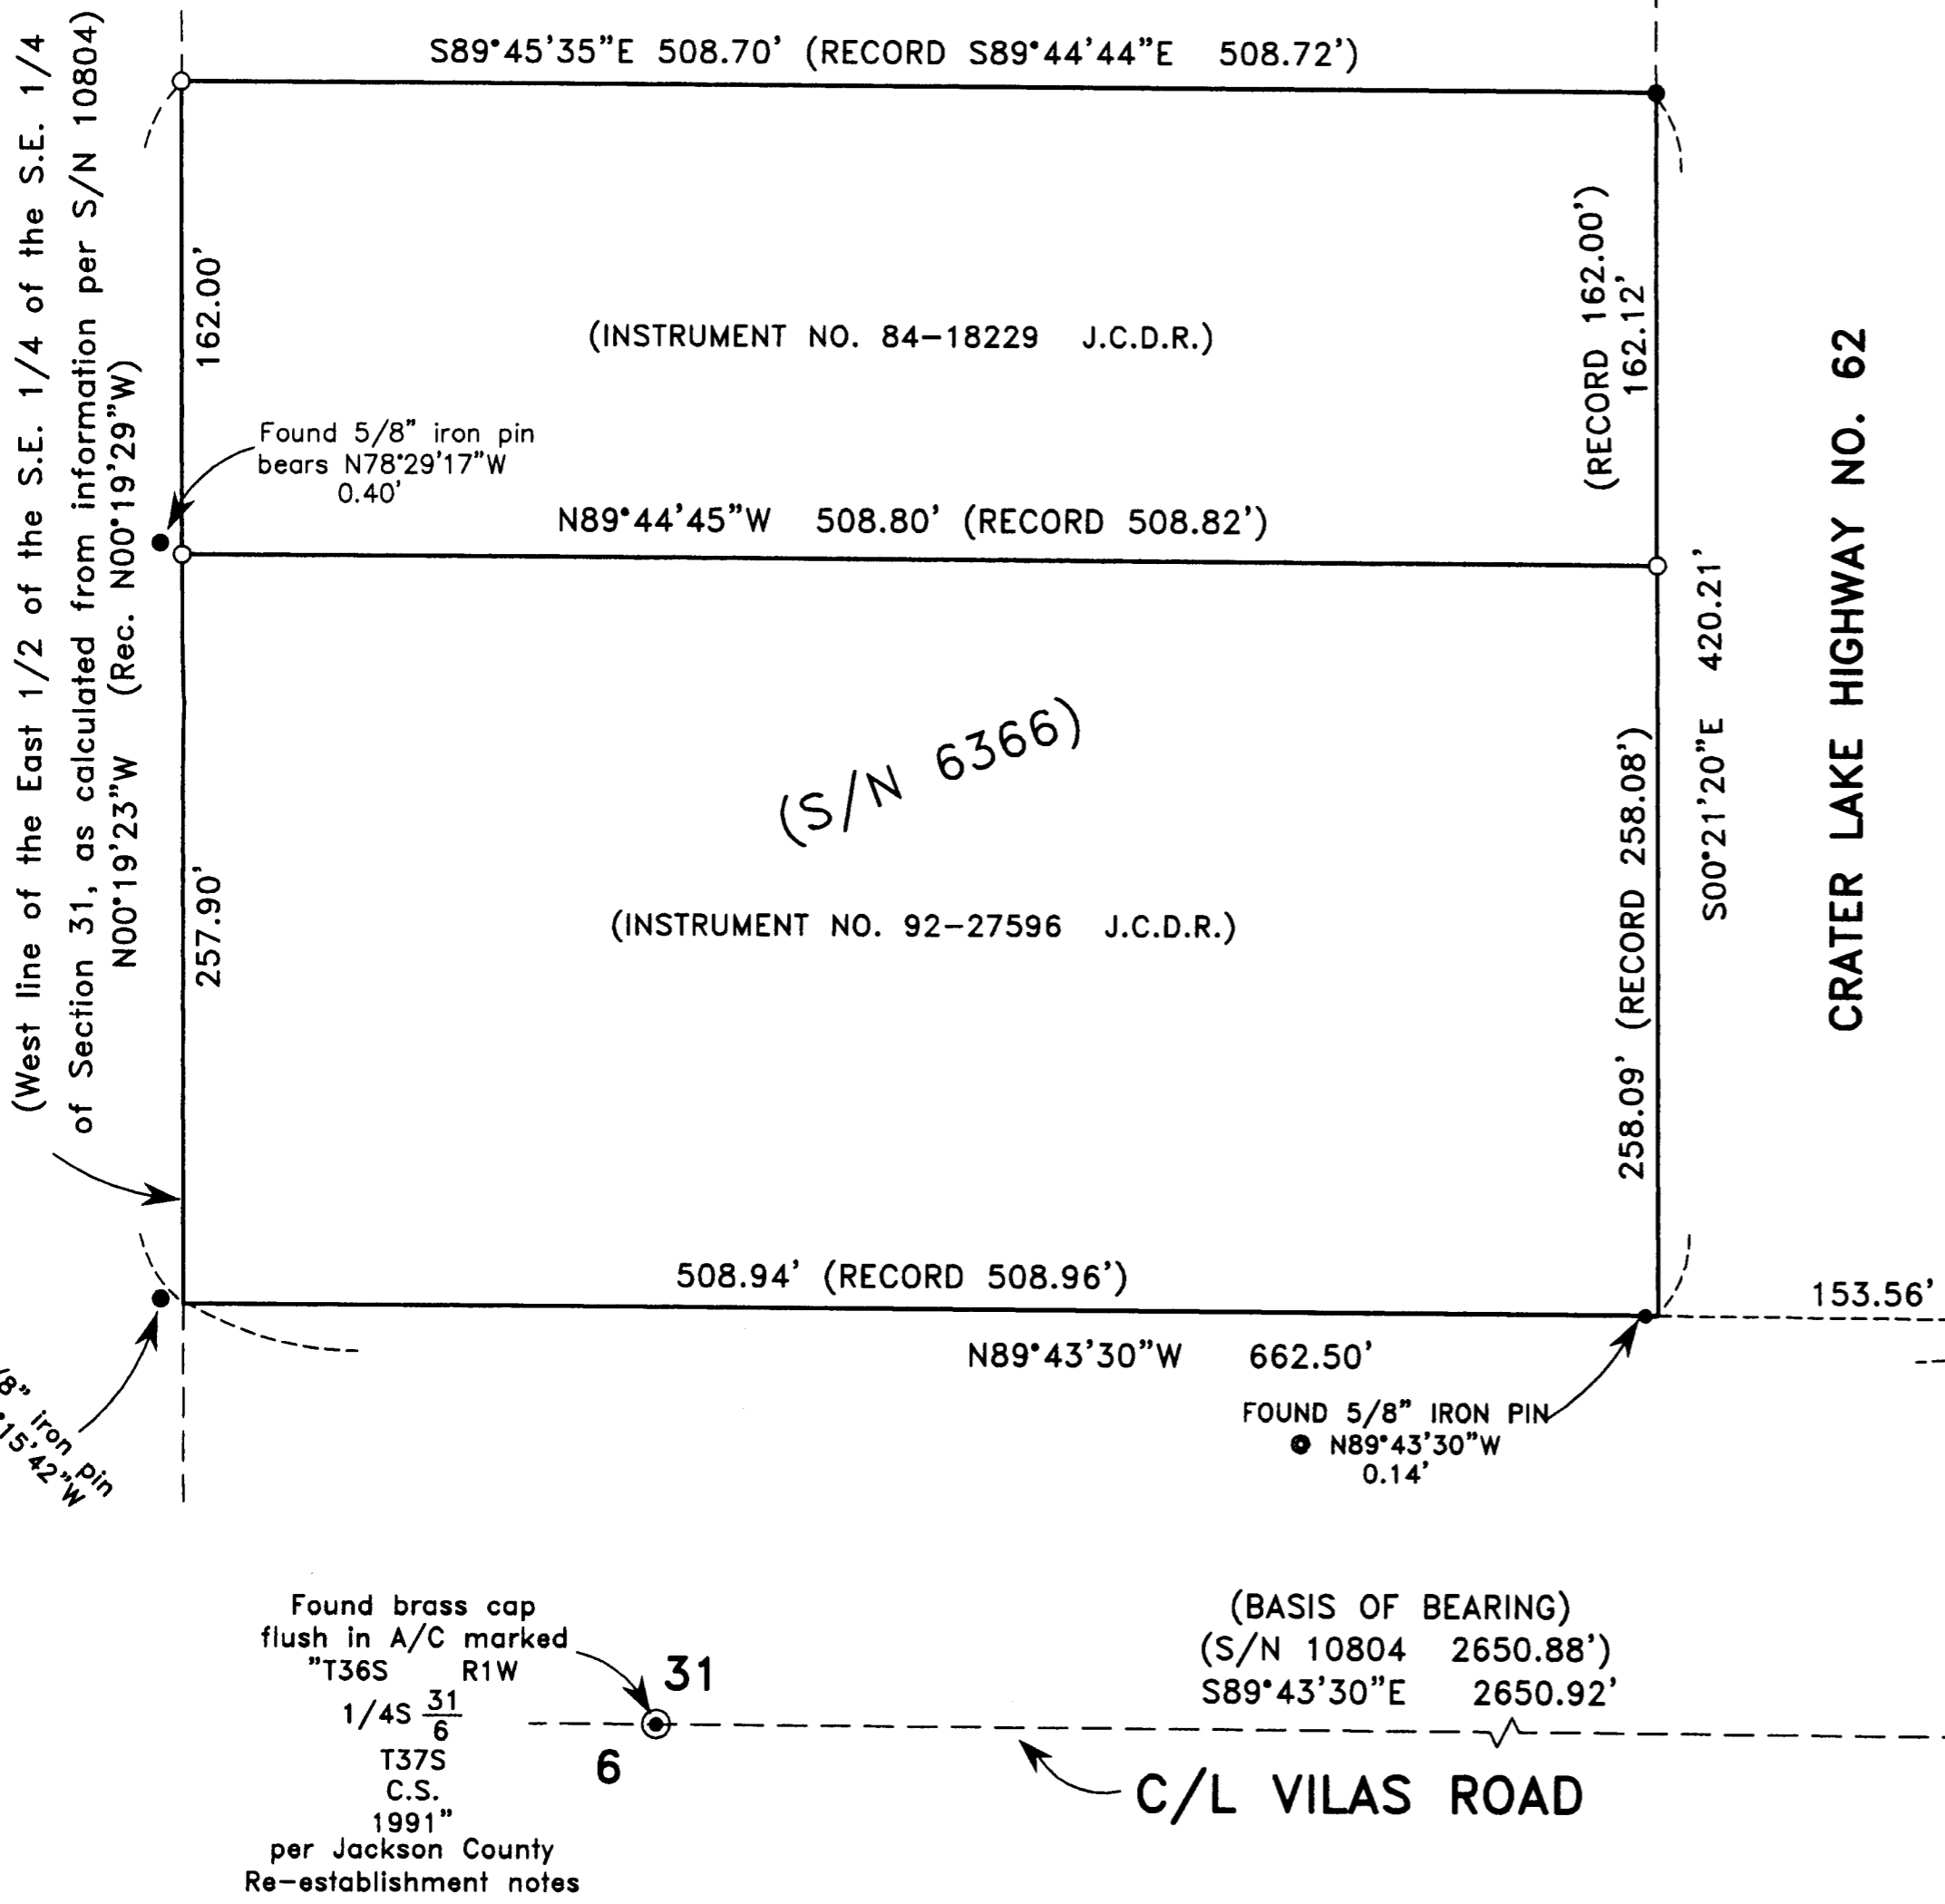 S89°45'35"E 508.70' (RECORD S89°44'44"E 508.72')
(West line of the East 1/2 of the S.E. 1/4 of the S.E. 1/4
of Section 31, as calculated from information per S/N 10804)
N00°19'23"W (Rec. N00°19'29"W)
162.00'
(RECORD 162.00')
162.12'
(INSTRUMENT NO. 84-18229 J.C.D.R.)
Found 5/8" iron pin
bears N78°29'17"W
0.40'
N89°44'45"W 508.80' (RECORD 508.82')
S00°21'20"E 420.21'
CRATER LAKE HIGHWAY NO. 62
(S/N 6366)
257.90'
(INSTRUMENT NO. 92-27596 J.C.D.R.)
258.09' (RECORD 258.08')
508.94' (RECORD 508.96')
153.56'
N89°43'30"W 662.50'
/8" iron pin
°15'42"W
FOUND 5/8" IRON PIN
N89°43'30"W
0.14'
Found brass cap
flush in A/C marked
"T36S R1W
1/4S 31
6
T37S
C.S.
1991"
per Jackson County
Re-establishment notes
31
6
(BASIS OF BEARING)
(S/N 10804 2650.88')
S89°43'30"E 2650.92'
C/L VILAS ROAD